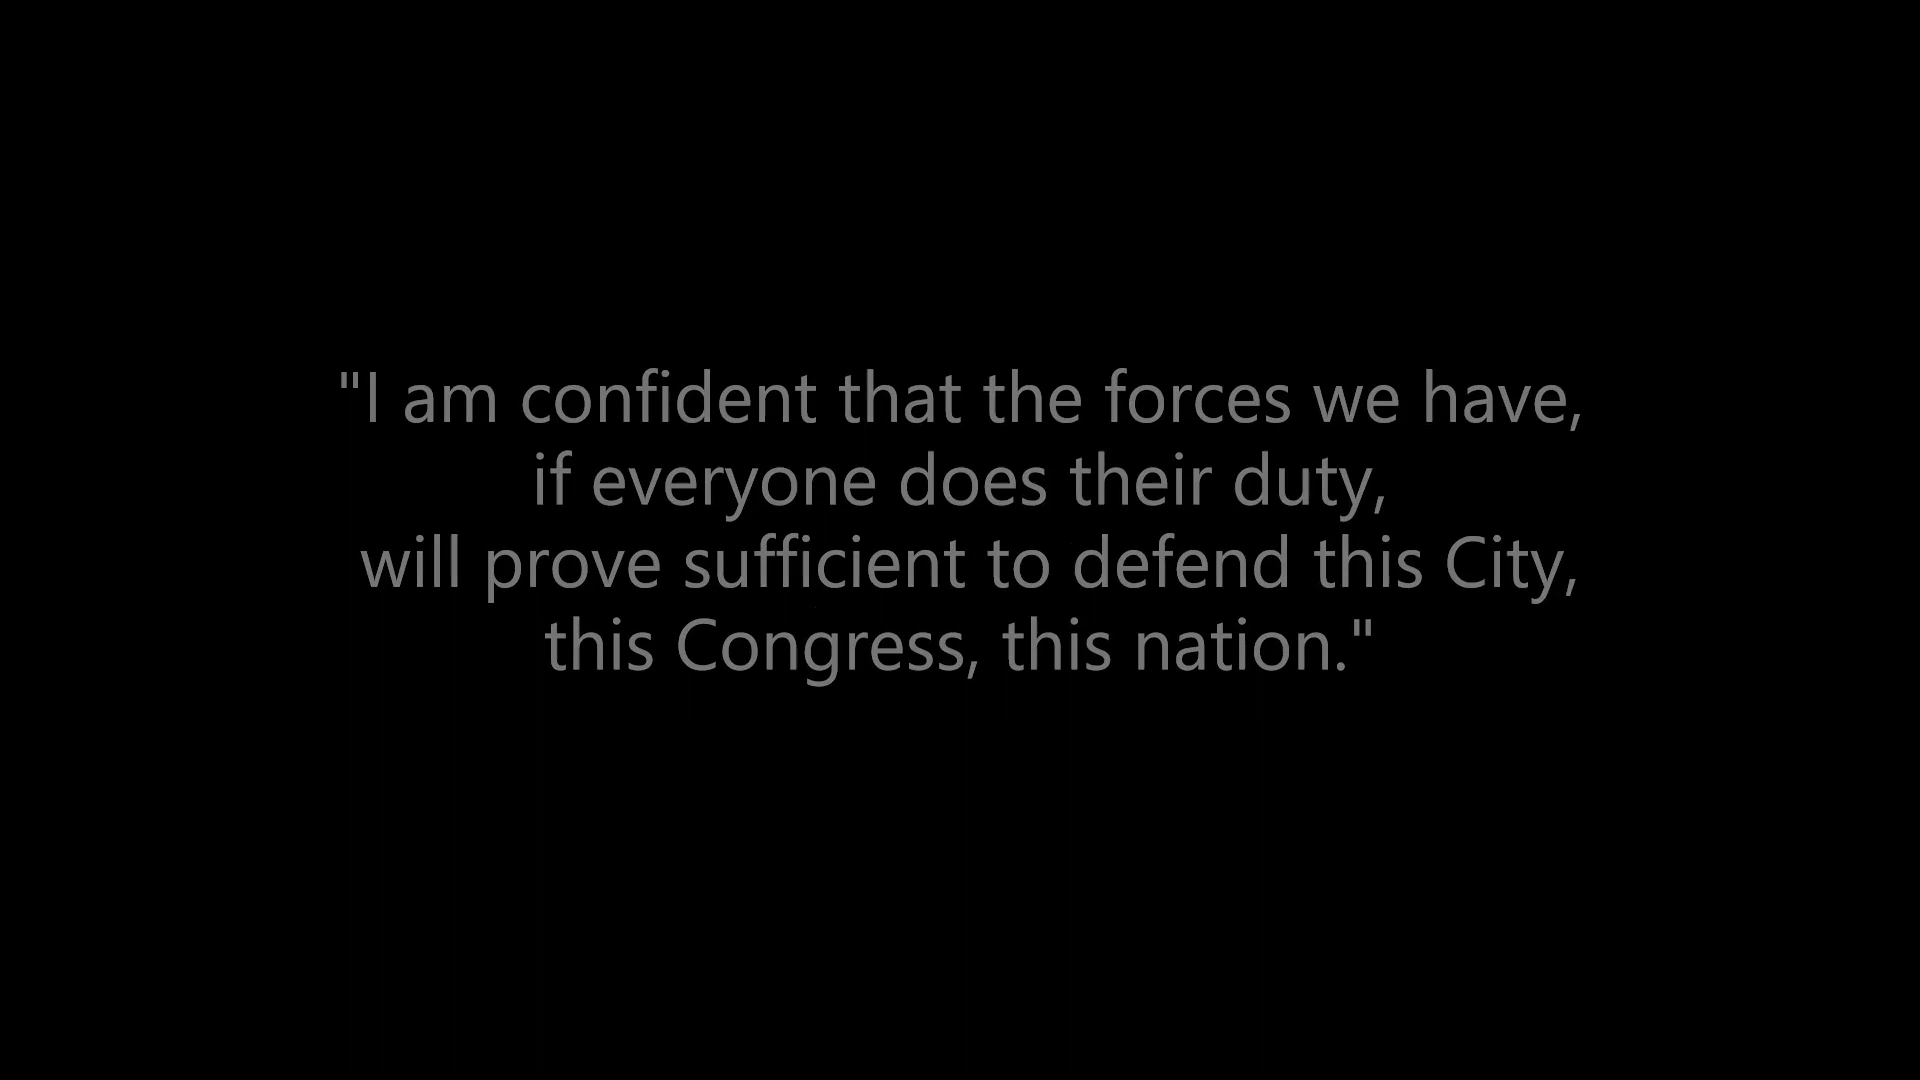 "I am confident that the forces we have,
if everyone does their duty,
will prove sufficient to defend this City,
this Congress, this nation."